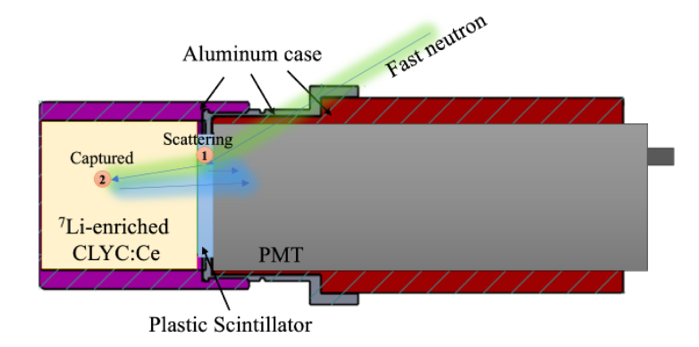 Fast neutron
Aluminum case
Scattering
1
Captured
2
⁷Li-enriched
CLYC:Ce
PMT
Plastic Scintillator